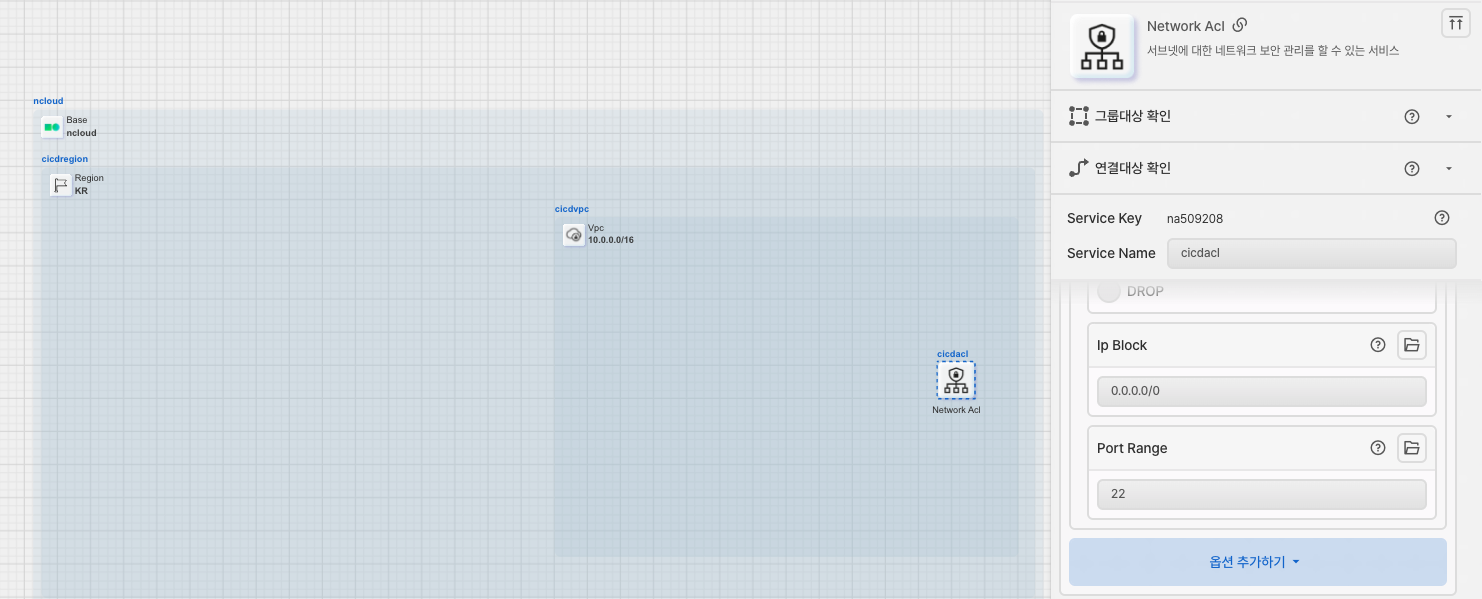 ncloud
Base
ncloud
cicdregion
Region
KR
cicdvpc
Vpc
10.0.0.0/16
cicdacl
Network Acl
Network Acl
서브넷에 대한 네트워크 보안 관리를 할 수 있는 서비스
그룹대상 확인
연결대상 확인
Service Key na509208
Service Name cicdacl
DROP
Ip Block
0.0.0.0/0
Port Range
22
옵션 추가하기